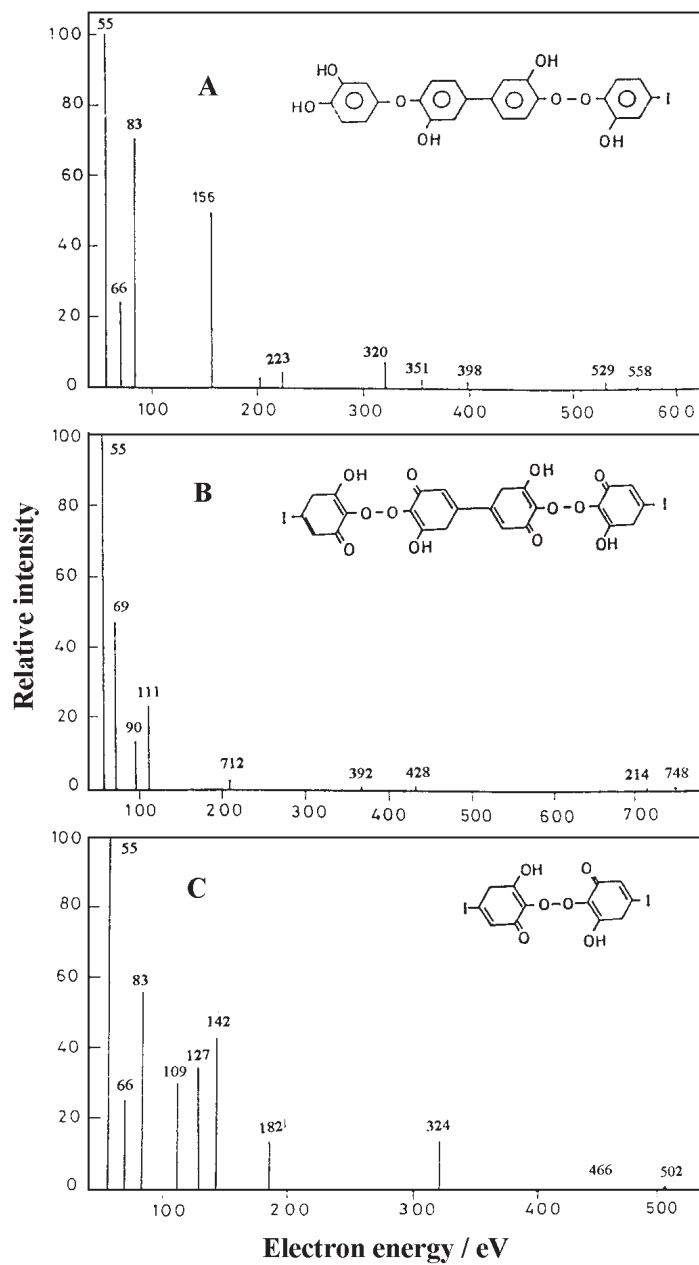 100
80
60
40
20
0
55
66
83
156
223
320
351
398
529
558
A
HO
HO
O
OH
OH
O-O
OH
I
100
200
300
400
500
600
100
80
60
40
20
0
55
69
90
111
712
392
428
214
748
B
I
OH
O
O-O
O
OH
OH
O
O-O
O
OH
I
100
200
300
400
500
600
700
100
80
60
40
20
0
55
66
83
109
127
142
182
324
466
502
C
I
OH
O
O-O
O
OH
I
100
200
300
400
500
Relative intensity
Electron energy / eV